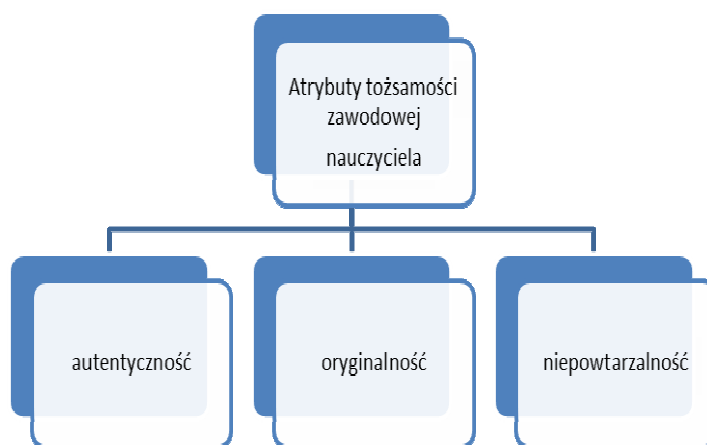 Atrybuty tożsamości
zawodowej
nauczyciela
autentyczność
oryginalność
niepowtarzalność